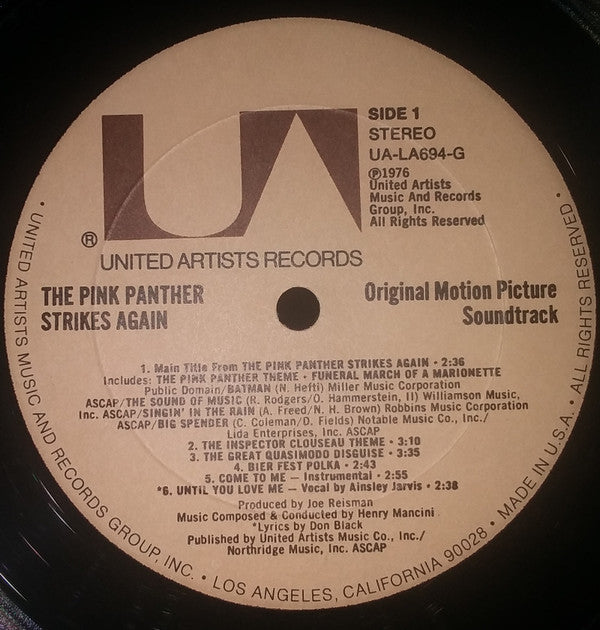 UA
SIDE 1
STEREO
UA-LA694-G
℗1976
United Artists
Music And Records
Group, Inc.
All Rights Reserved
®
UNITED ARTISTS RECORDS
THE PINK PANTHER
STRIKES AGAIN
Original Motion Picture
Soundtrack
1. Main Title From THE PINK PANTHER STRIKES AGAIN • 2:36
Includes: THE PINK PANTHER THEME - FUNERAL MARCH OF A MARIONETTE
Public Domain/BATMAN (N. Hefti) Miller Music Corporation
ASCAP/THE SOUND OF MUSIC (R. Rodgers/O. Hammerstein, II) Williamson Music,
Inc. ASCAP/SINGIN' IN THE RAIN (A. Freed/N. H. Brown) Robbins Music Corporation
ASCAP/BIG SPENDER (C. Coleman/D. Fields) Notable Music Co., Inc./
Lida Enterprises, Inc. ASCAP
2. THE INSPECTOR CLOUSEAU THEME • 3:10
3. THE GREAT QUASIMODO DISGUISE • 3:35
4. BIER FEST POLKA • 2:43
5. COME TO ME — Instrumental • 2:55
*6. UNTIL YOU LOVE ME — Vocal by Ainsley Jarvis • 2:38
Produced by Joe Reisman
Music Composed & Conducted by Henry Mancini
*Lyrics by Don Black
Published by United Artists Music Co., Inc./
Northridge Music, Inc. ASCAP
• UNITED ARTISTS MUSIC AND RECORDS GROUP, INC. • LOS ANGELES, CALIFORNIA 90028 • MADE IN U.S.A. • ALL RIGHTS RESERVED •